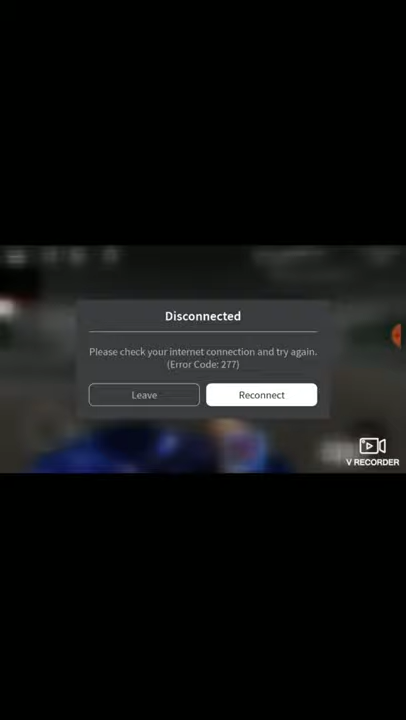 Disconnected
Please check your internet connection and try again.
(Error Code: 277)
Leave
Reconnect
V RECORDER